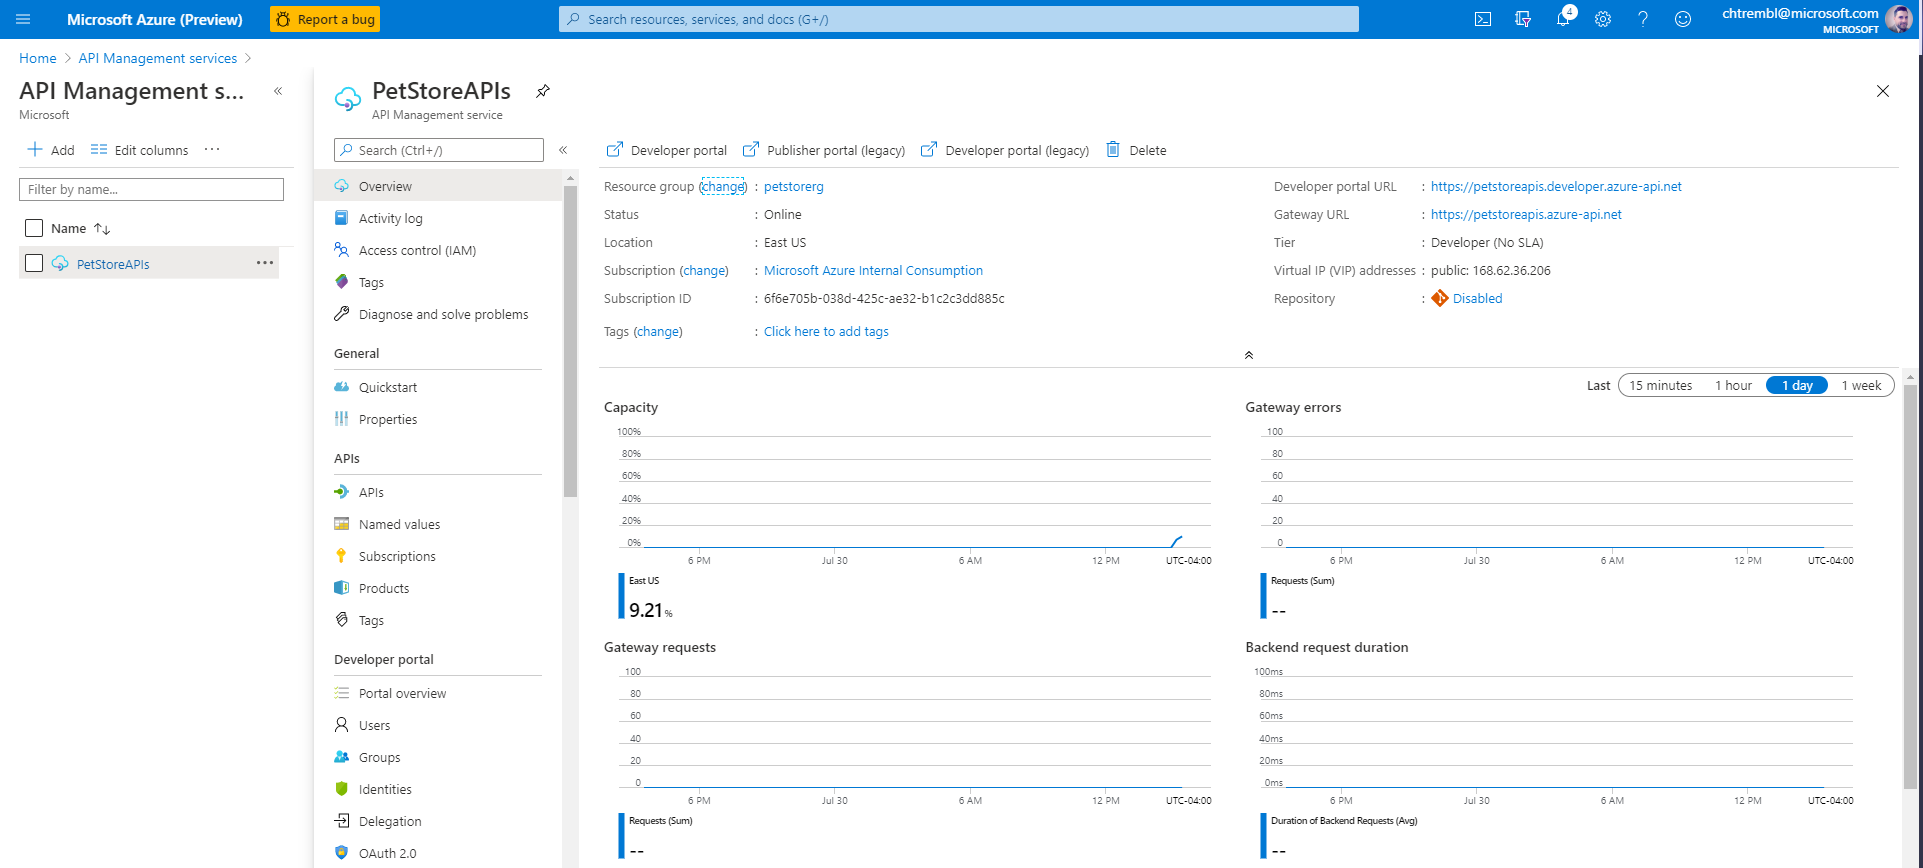 Microsoft Azure (Preview)
Report a bug
Search resources, services, and docs (G+/)
4
chtrembl@microsoft.com
MICROSOFT
Home > API Management services >
API Management s...
Microsoft
Add
Edit columns
Filter by name...
Name
PetStoreAPIs
PetStoreAPIs
API Management service
Search (Ctrl+/)
Overview
Activity log
Access control (IAM)
Tags
Diagnose and solve problems
General
Quickstart
Properties
APIs
APIs
Named values
Subscriptions
Products
Tags
Developer portal
Portal overview
Users
Groups
Identities
Delegation
OAuth 2.0
Developer portal
Publisher portal (legacy)
Developer portal (legacy)
Delete
Resource group (change) : petstorerg
Status : Online
Location : East US
Subscription (change) : Microsoft Azure Internal Consumption
Subscription ID : 6f6e705b-038d-425c-ae32-b1c2c3dd885c
Tags (change) : Click here to add tags
Developer portal URL : https://petstoreapis.developer.azure-api.net
Gateway URL : https://petstoreapis.azure-api.net
Tier : Developer (No SLA)
Virtual IP (VIP) addresses : public: 168.62.36.206
Repository : Disabled
Last 15 minutes 1 hour 1 day 1 week
Capacity
100%
80%
60%
40%
20%
0%
6 PM Jul 30 6 AM 12 PM UTC-04:00
East US
9.21 %
Gateway errors
100
80
60
40
20
0
6 PM Jul 30 6 AM 12 PM UTC-04:00
Requests (Sum)
--
Gateway requests
100
80
60
40
20
0
6 PM Jul 30 6 AM 12 PM UTC-04:00
Requests (Sum)
--
Backend request duration
100ms
80ms
60ms
40ms
20ms
0ms
6 PM Jul 30 6 AM 12 PM UTC-04:00
Duration of Backend Requests (Avg)
--